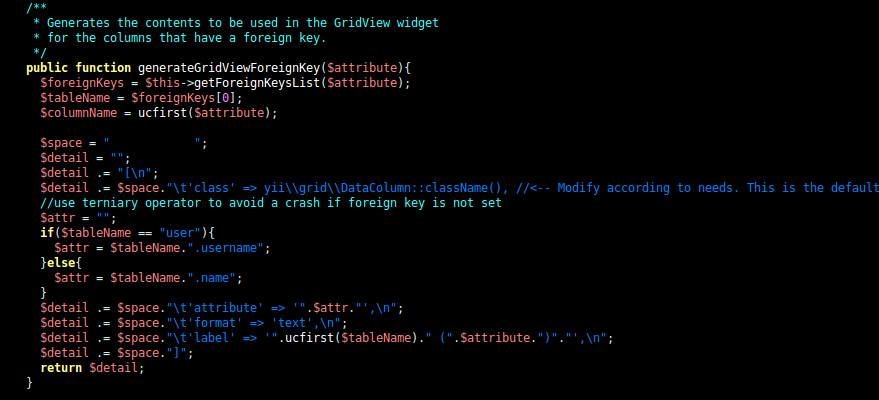 /**
 * Generates the contents to be used in the GridView widget
 * for the columns that have a foreign key.
 */
public function generateGridViewForeignKey($attribute){
  $foreignKeys = $this->getForeignKeysList($attribute);
  $tableName = $foreignKeys[0];
  $columnName = ucfirst($attribute);

  $space = "            ";
  $detail = "";
  $detail .= "[\n";
  $detail .= $space."\t'class' => yii\\grid\\DataColumn::className(), //<-- Modify according to needs. This is the default
  //use terniary operator to avoid a crash if foreign key is not set
  $attr = "";
  if($tableName == "user"){
    $attr = $tableName.".username";
  }else{
    $attr = $tableName.".name";
  }
  $detail .= $space."\t'attribute' => '".$attr."',\n";
  $detail .= $space."\t'format' => 'text',\n";
  $detail .= $space."\t'label' => '".ucfirst($tableName)." (".$attribute.")"."',\n";
  $detail .= $space."]";
  return $detail;
}